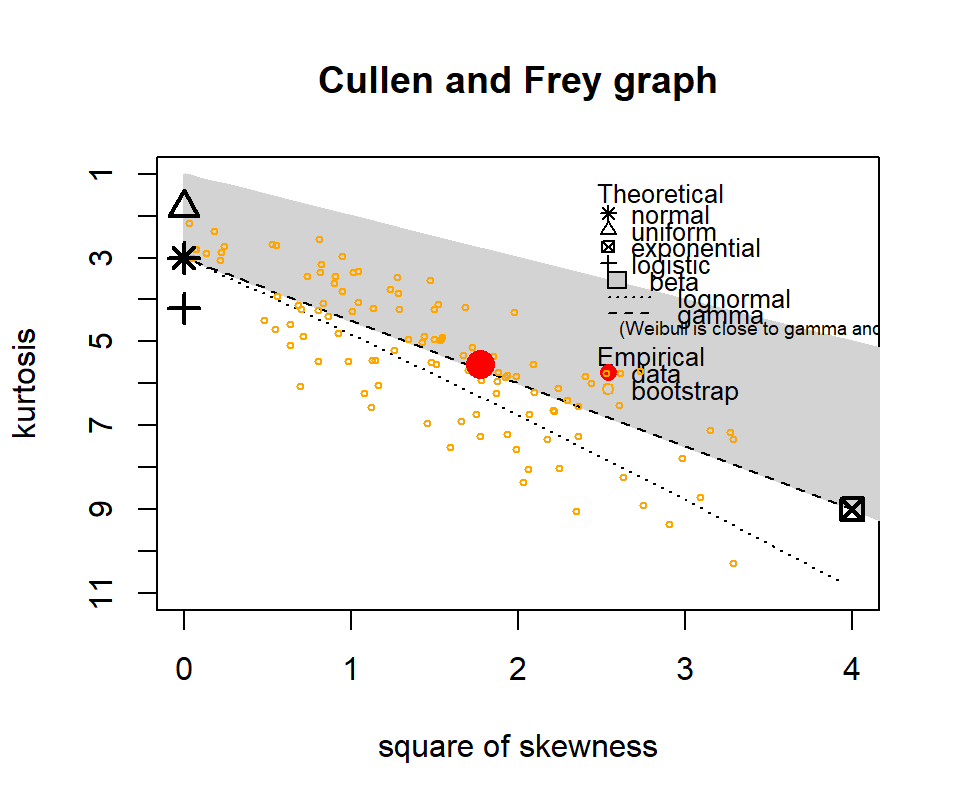 Cullen and Frey graph
kurtosis
1
3
5
7
9
11
Theoretical
normal
uniform
exponential
logistic
beta
lognormal
gamma
(Weibull is close to gamma and
Empirical
data
bootstrap
0 1 2 3 4
square of skewness